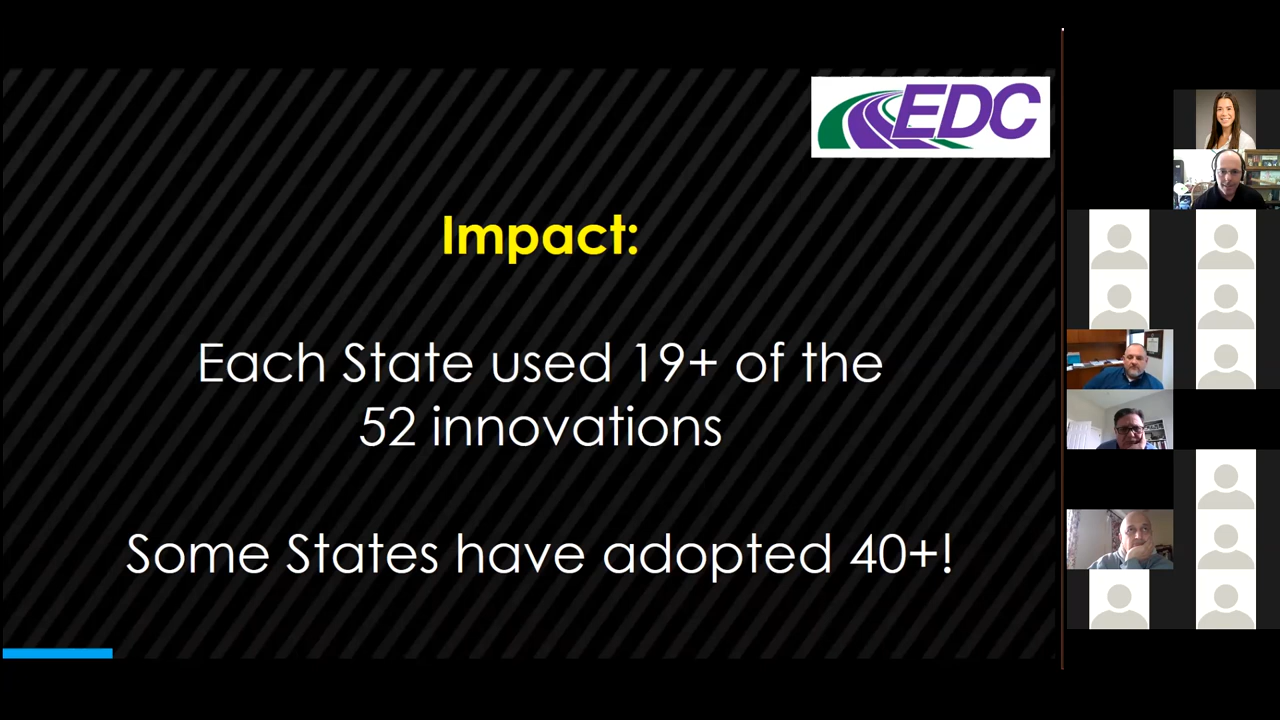 EDC
Impact:
Each State used 19+ of the
52 innovations
Some States have adopted 40+!